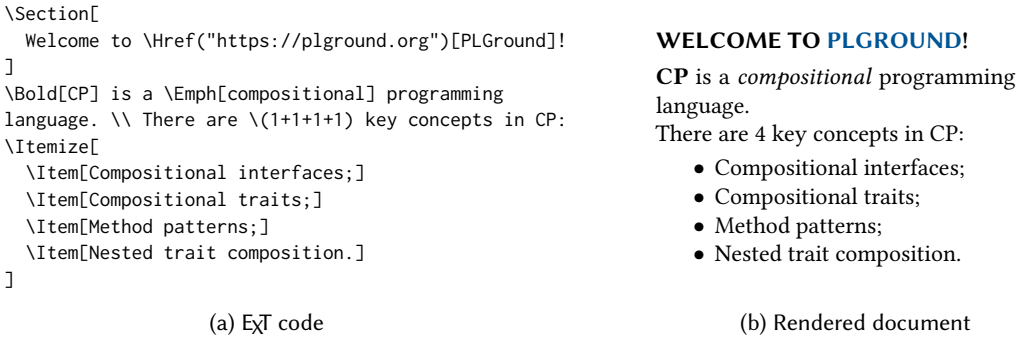 \Section[
  Welcome to \Href("https://plground.org")[PLGround]!
]
\Bold[CP] is a \Emph[compositional] programming
language. \\ There are \(1+1+1+1) key concepts in CP:
\Itemize[
  \Item[Compositional interfaces;]
  \Item[Compositional traits;]
  \Item[Method patterns;]
  \Item[Nested trait composition.]
]
(a) EXT code
WELCOME TO PLGROUND!
CP is a compositional programming
language.
There are 4 key concepts in CP:
• Compositional interfaces;
• Compositional traits;
• Method patterns;
• Nested trait composition.
(b) Rendered document